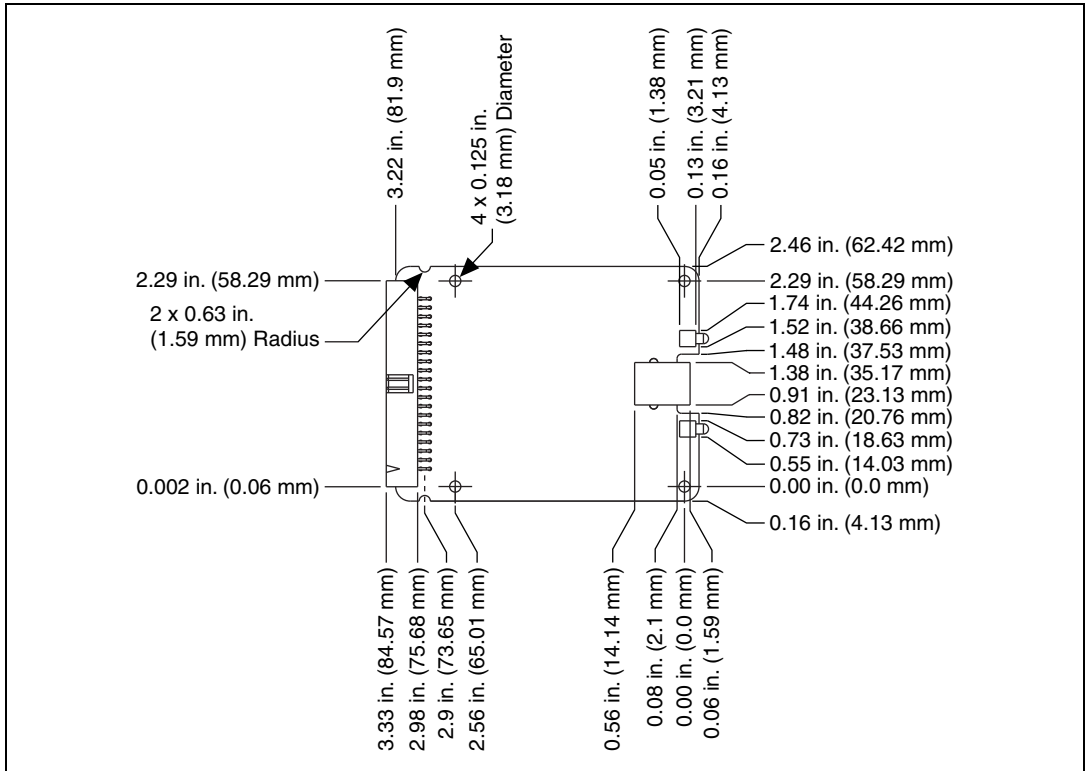 3.22 in. (81.9 mm)
4 x 0.125 in.
(3.18 mm) Diameter
0.05 in. (1.38 mm)
0.13 in. (3.21 mm)
0.16 in. (4.13 mm)
2.29 in. (58.29 mm)
2 x 0.63 in.
(1.59 mm) Radius
0.002 in. (0.06 mm)
2.46 in. (62.42 mm)
2.29 in. (58.29 mm)
1.74 in. (44.26 mm)
1.52 in. (38.66 mm)
1.48 in. (37.53 mm)
1.38 in. (35.17 mm)
0.91 in. (23.13 mm)
0.82 in. (20.76 mm)
0.73 in. (18.63 mm)
0.55 in. (14.03 mm)
0.00 in. (0.0 mm)
0.16 in. (4.13 mm)
3.33 in. (84.57 mm)
2.98 in. (75.68 mm)
2.9 in. (73.65 mm)
2.56 in. (65.01 mm)
0.56 in. (14.14 mm)
0.08 in. (2.1 mm)
0.00 in. (0.0 mm)
0.06 in. (1.59 mm)